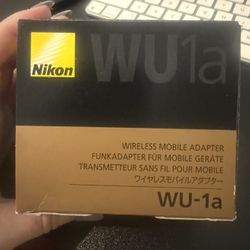 WU1a
Nikon
WIRELESS MOBILE ADAPTER
FUNKADAPTER FÜR MOBILE GERÄTE
TRANSMETTEUR SANS FIL POUR MOBILE
ワイヤレスモバイルアダプター
WU-1a